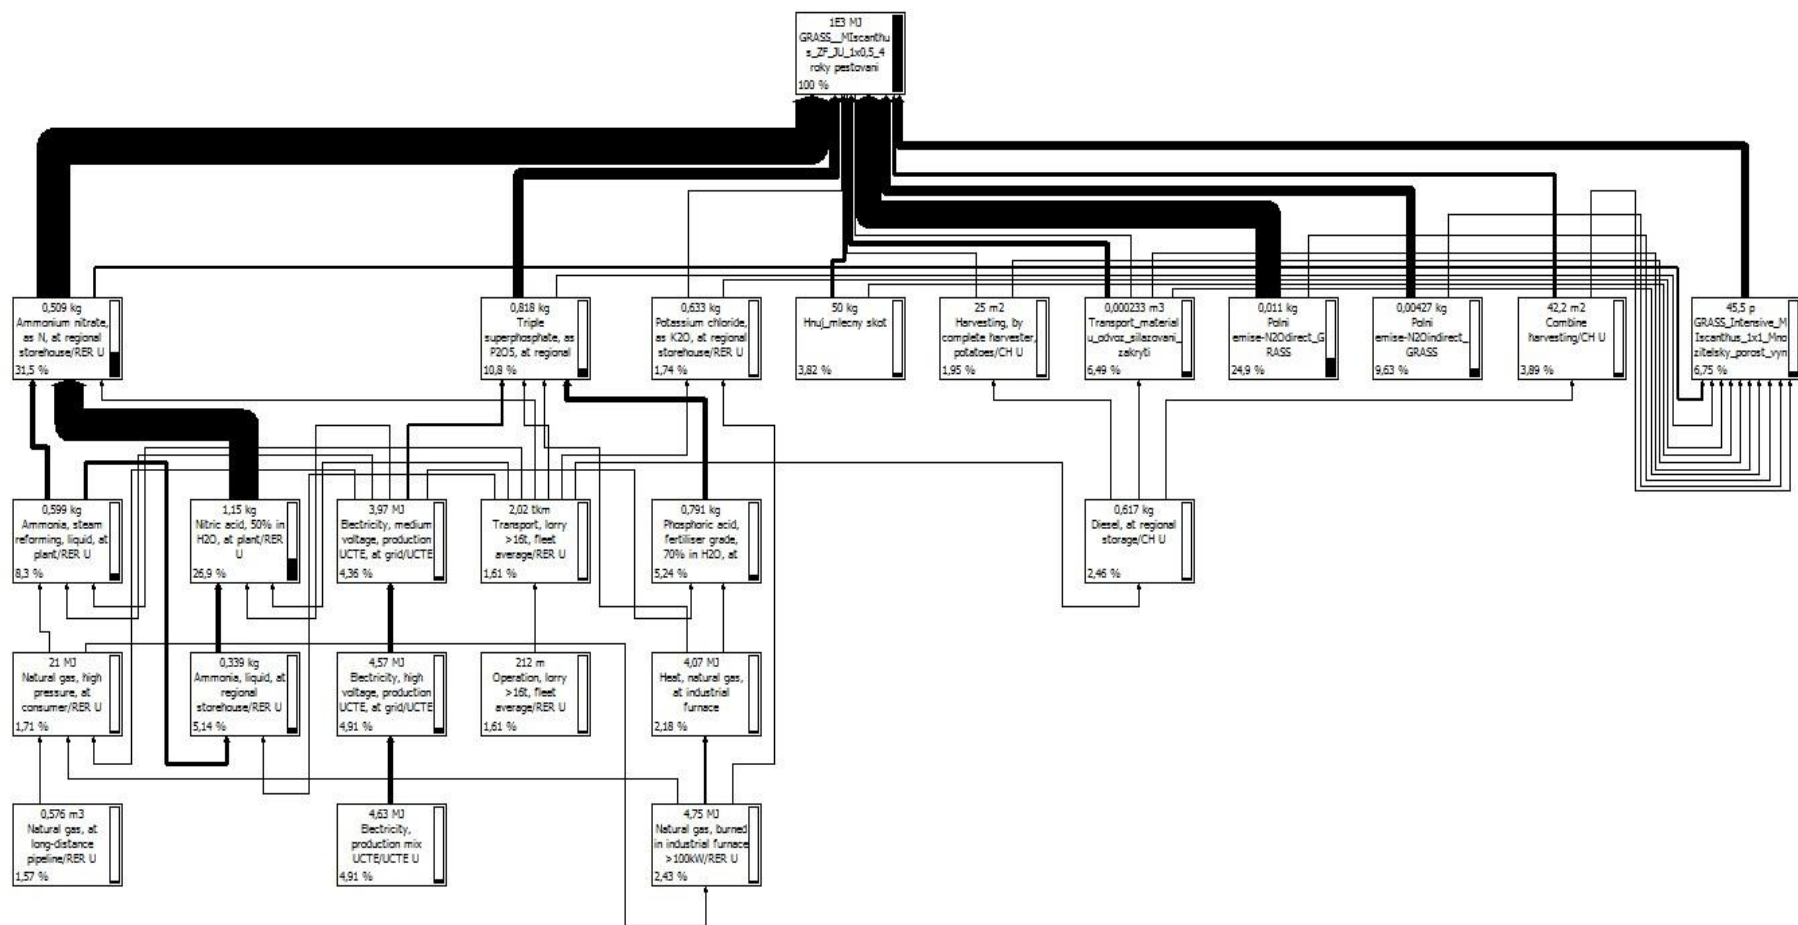 1E3 MJ
GRASS__MIscanthu
s_ZF_JU_1x0,5_4
roky pestovani
100 %
0,509 kg
Ammonium nitrate,
as N, at regional
storehouse/RER U
31,5 %
0,818 kg
Triple
superphosphate, as
P2O5, at regional
10,8 %
0,633 kg
Potassium chloride,
as K2O, at regional
storehouse/RER U
1,74 %
50 kg
Hnuj_mlecny skot
3,82 %
25 m2
Harvesting, by
complete harvester,
potatoes/CH U
1,95 %
0,000233 m3
Transport_material
u_odvoz_silazovani_
zakryti
6,49 %
0,011 kg
Polni
emise-N2Odirect_G
RASS
24,9 %
0,00427 kg
Polni
emise-N2Oindirect_
GRASS
9,63 %
42,2 m2
Combine
harvesting/CH U
3,89 %
45,5 p
GRASS_Intensive_M
Iscanthus_1x1_Mno
zitelsky_porost_vyn
6,75 %
0,599 kg
Ammonia, steam
reforming, liquid, at
plant/RER U
8,3 %
1,15 kg
Nitric acid, 50% in
H2O, at plant/RER
U
26,9 %
3,97 MJ
Electricity, medium
voltage, production
UCTE, at grid/UCTE
4,36 %
2,02 tkm
Transport, lorry
>16t, fleet
average/RER U
1,61 %
0,791 kg
Phosphoric acid,
fertiliser grade,
70% in H2O, at
5,24 %
0,617 kg
Diesel, at regional
storage/CH U
2,46 %
21 MJ
Natural gas, high
pressure, at
consumer/RER U
1,71 %
0,339 kg
Ammonia, liquid, at
regional
storehouse/RER U
5,14 %
4,57 MJ
Electricity, high
voltage, production
UCTE, at grid/UCTE
4,91 %
212 m
Operation, lorry
>16t, fleet
average/RER U
1,61 %
4,07 MJ
Heat, natural gas,
at industrial
furnace
2,18 %
0,576 m3
Natural gas, at
long-distance
pipeline/RER U
1,57 %
4,63 MJ
Electricity,
production mix
UCTE/UCTE U
4,91 %
4,75 MJ
Natural gas, burned
in industrial furnace
>100kW/RER U
2,43 %